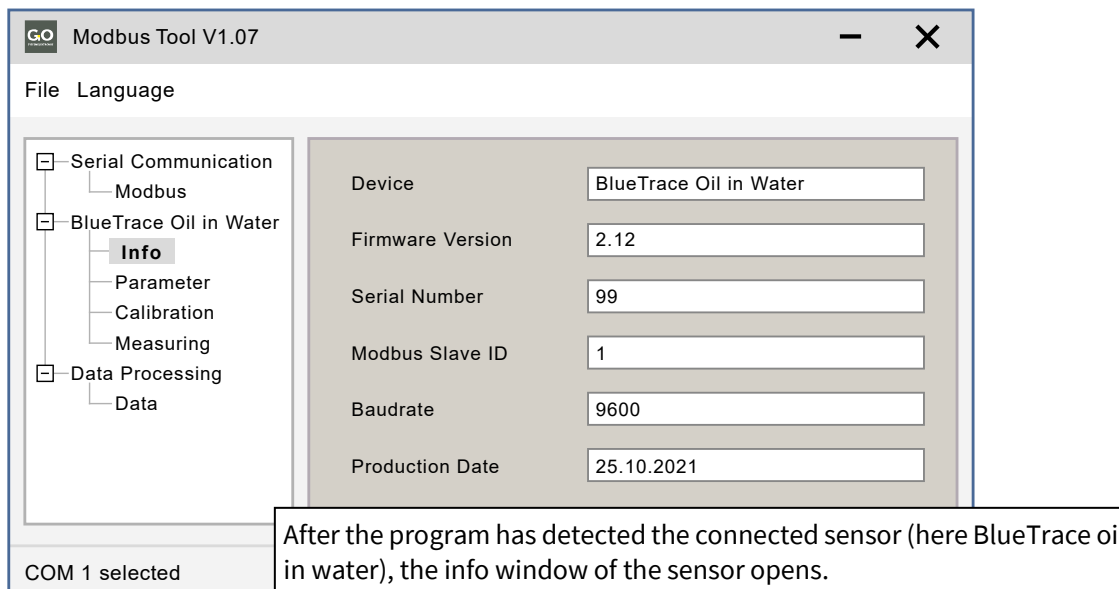 GO
Modbus Tool V1.07
File Language
Serial Communication
Modbus
BlueTrace Oil in Water
Info
Parameter
Calibration
Measuring
Data Processing
Data
Device
BlueTrace Oil in Water
Firmware Version
2.12
Serial Number
99
Modbus Slave ID
1
Baudrate
9600
Production Date
25.10.2021
After the program has detected the connected sensor (here BlueTrace oi
in water), the info window of the sensor opens.
COM 1 selected